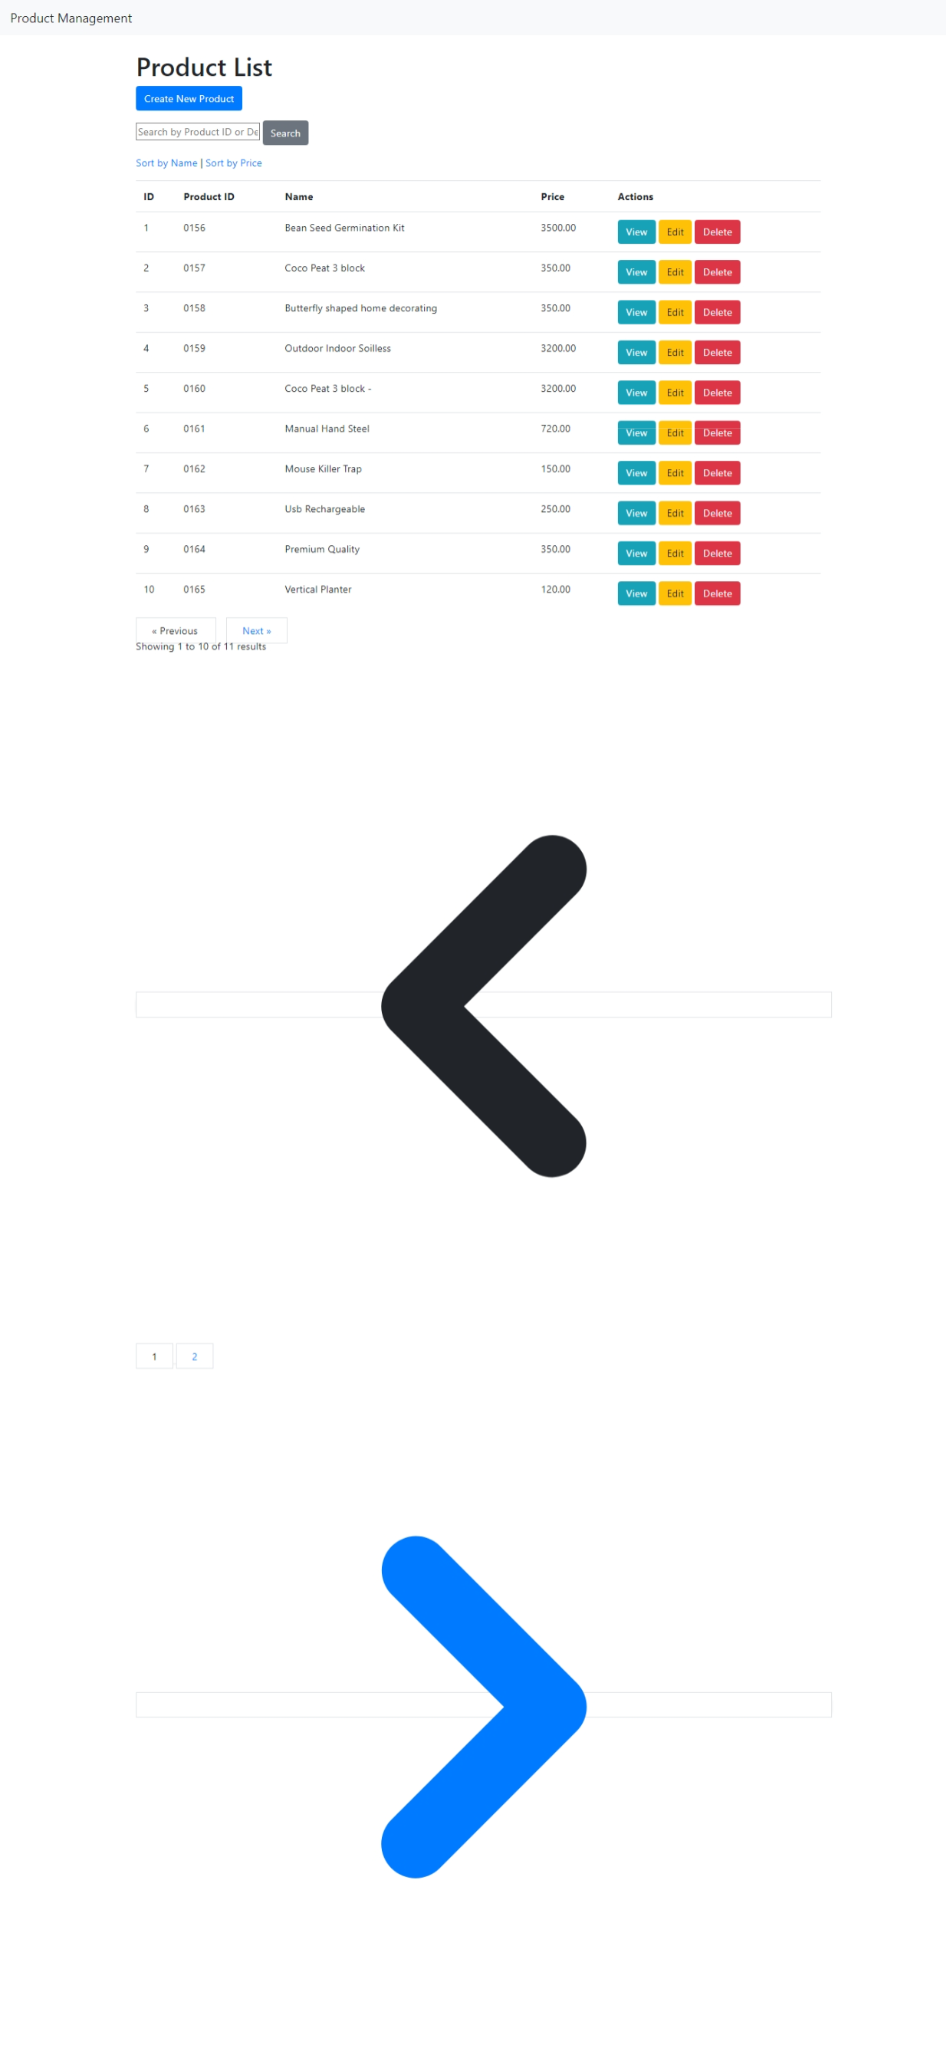 Product Management
Product List
Create New Product
Search by Product ID or De
Search
Sort by Name | Sort by Price
ID Product ID Name Price Actions
1 0156 Bean Seed Germination Kit 3500.00 View Edit Delete
2 0157 Coco Peat 3 block 350.00 View Edit Delete
3 0158 Butterfly shaped home decorating 350.00 View Edit Delete
4 0159 Outdoor Indoor Soilless 3200.00 View Edit Delete
5 0160 Coco Peat 3 block - 3200.00 View Edit Delete
6 0161 Manual Hand Steel 720.00 View Edit Delete
7 0162 Mouse Killer Trap 150.00 View Edit Delete
8 0163 Usb Rechargeable 250.00 View Edit Delete
9 0164 Premium Quality 350.00 View Edit Delete
10 0165 Vertical Planter 120.00 View Edit Delete
« Previous Next »
Showing 1 to 10 of 11 results
1 2